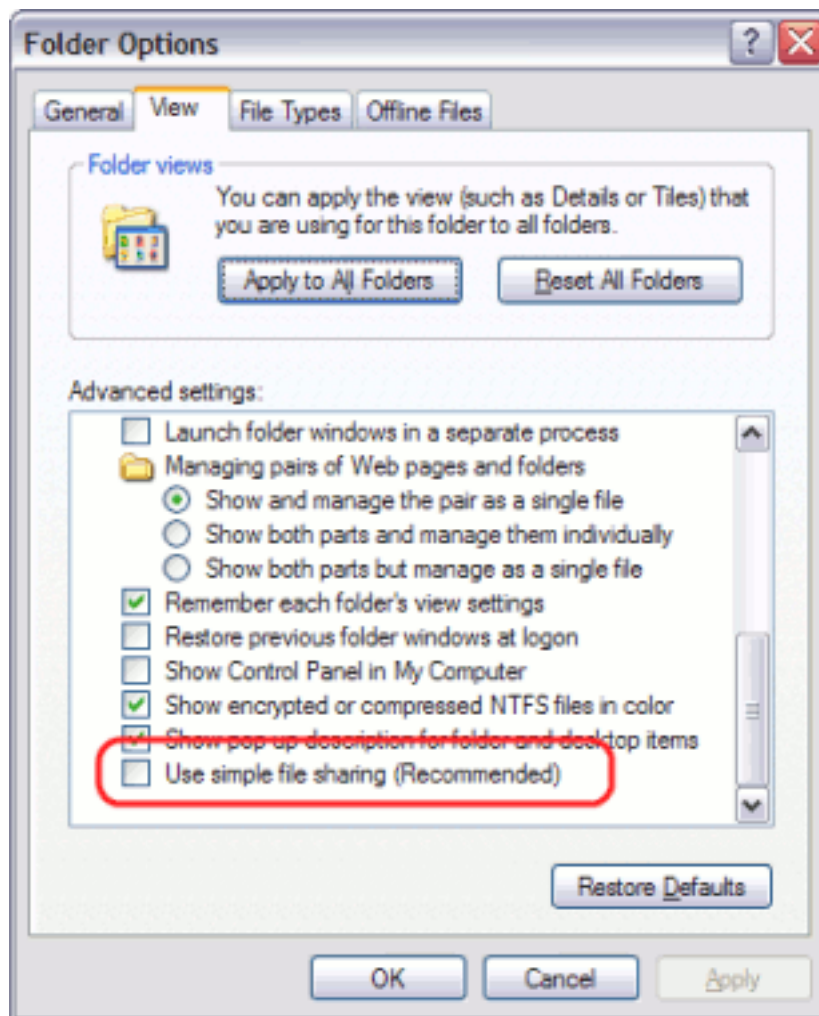 Folder Options
General View File Types Offline Files
Folder views
You can apply the view (such as Details or Tiles) that
you are using for this folder to all folders.
Apply to All Folders Reset All Folders
Advanced settings:
Launch folder windows in a separate process
Managing pairs of Web pages and folders
Show and manage the pair as a single file
Show both parts and manage them individually
Show both parts but manage as a single file
Remember each folder's view settings
Restore previous folder windows at logon
Show Control Panel in My Computer
Show encrypted or compressed NTFS files in color
Show pop up description for folder and desktop items
Use simple file sharing (Recommended)
Restore Defaults
OK Cancel Apply